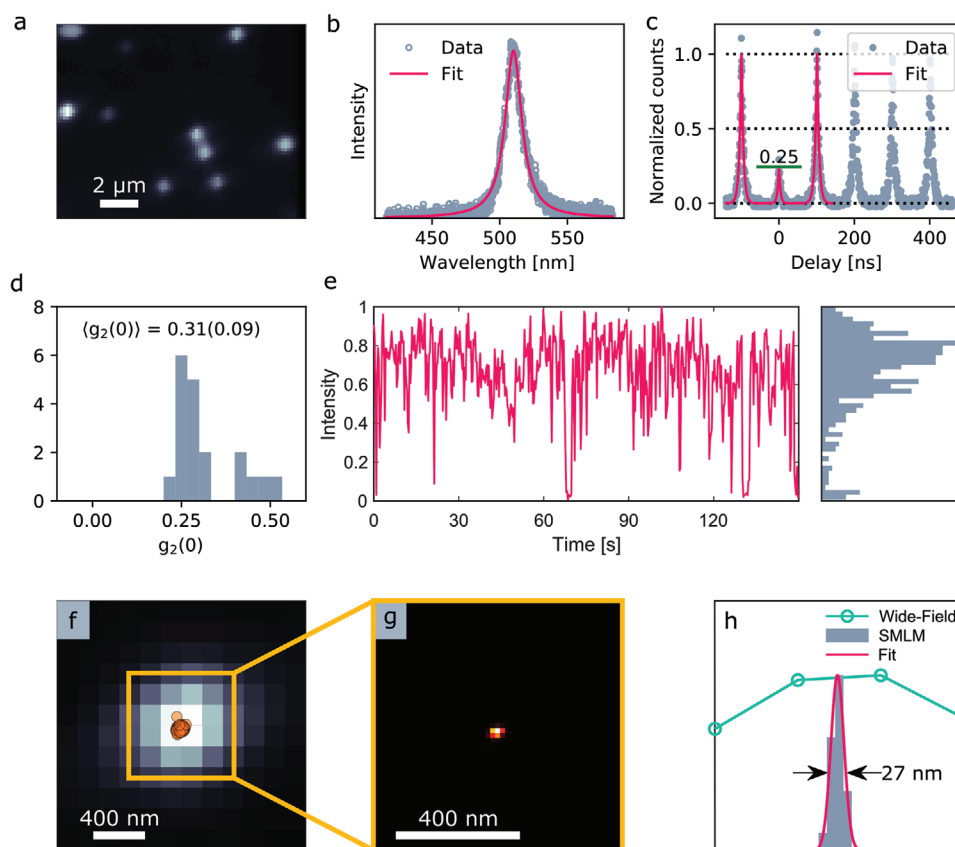 a
2 μm
b
Data
Fit
Intensity
450
500
550
Wavelength [nm]
c
Data
Fit
Normalized counts
1.0
0.5
0.0
0.25
0
200
400
Delay [ns]
d
8
6
4
2
0
⟨g₂(0)⟩ = 0.31(0.09)
0.00
0.25
0.50
g₂(0)
e
Intensity
1
0.8
0.6
0.4
0.2
0
0
30
60
90
120
Time [s]
f
400 nm
g
400 nm
h
Wide-Field
SMLM
Fit
27 nm